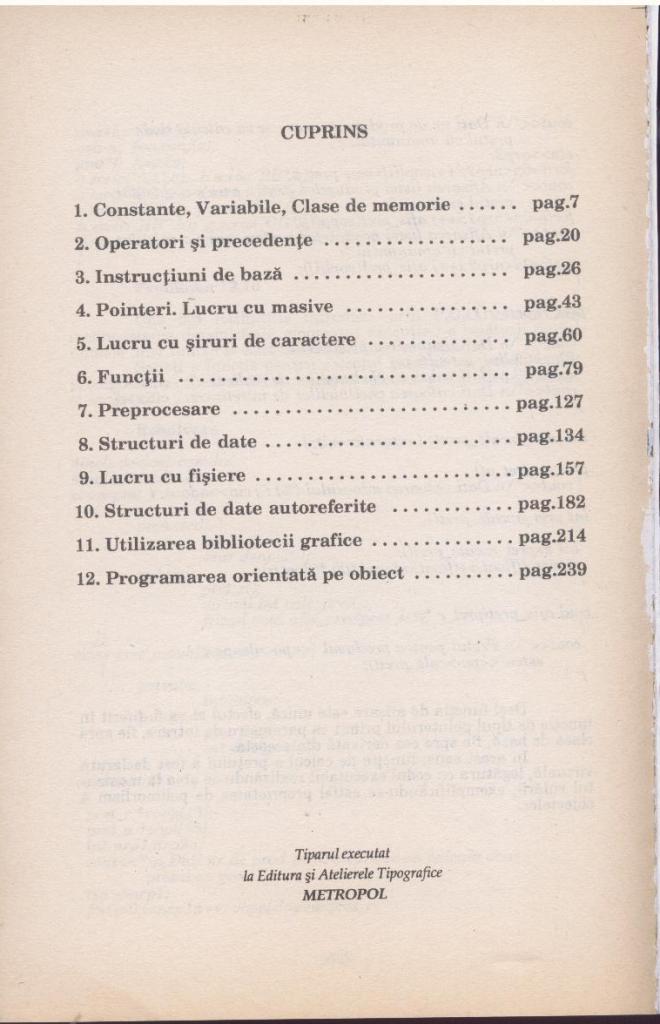 CUPRINS
1. Constante, Variabile, Clase de memorie ...... pag.7
2. Operatori şi precedenţe .................. pag.20
3. Instrucţiuni de bază ..................... pag.26
4. Pointeri. Lucru cu masive ................ pag.43
5. Lucru cu şiruri de caractere .............. pag.60
6. Funcţii ................................ pag.79
7. Preprocesare ........................... pag.127
8. Structuri de date ........................ pag.134
9. Lucru cu fişiere ......................... pag.157
10. Structuri de date autoreferite ............ pag.182
11. Utilizarea bibliotecii grafice .............. pag.214
12. Programarea orientată pe obiect .......... pag.239
Tiparul executat
la Editura şi Atelierele Tipografice
METROPOL